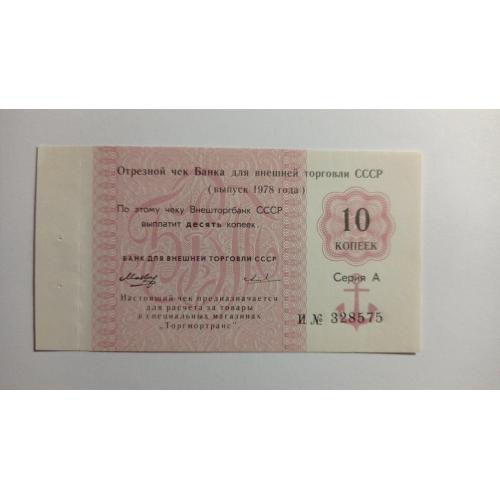 Отрезной чек Банка для внешней торговли СССР
(выпуск 1978 года)
По этому чеку Внешторгбанк СССР
выплатит десять копеек.
БАНК ДЛЯ ВНЕШНЕЙ ТОРГОВЛИ СССР
Настоящий чек предназначается
для расчета за товары
в специальных магазинах
„Торгмортранс"
10
КОПЕЕК
Серия А
И № 328575